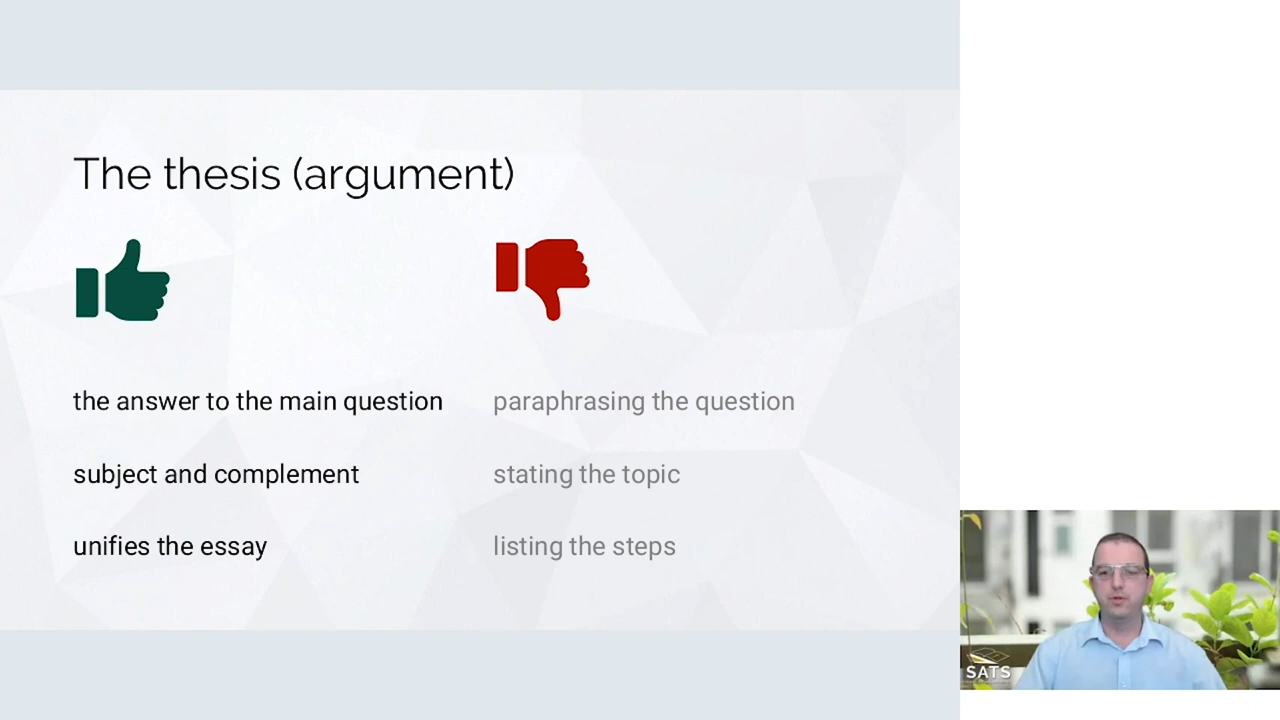 The thesis (argument)
the answer to the main question
paraphrasing the question
subject and complement
stating the topic
unifies the essay
listing the steps
SATS